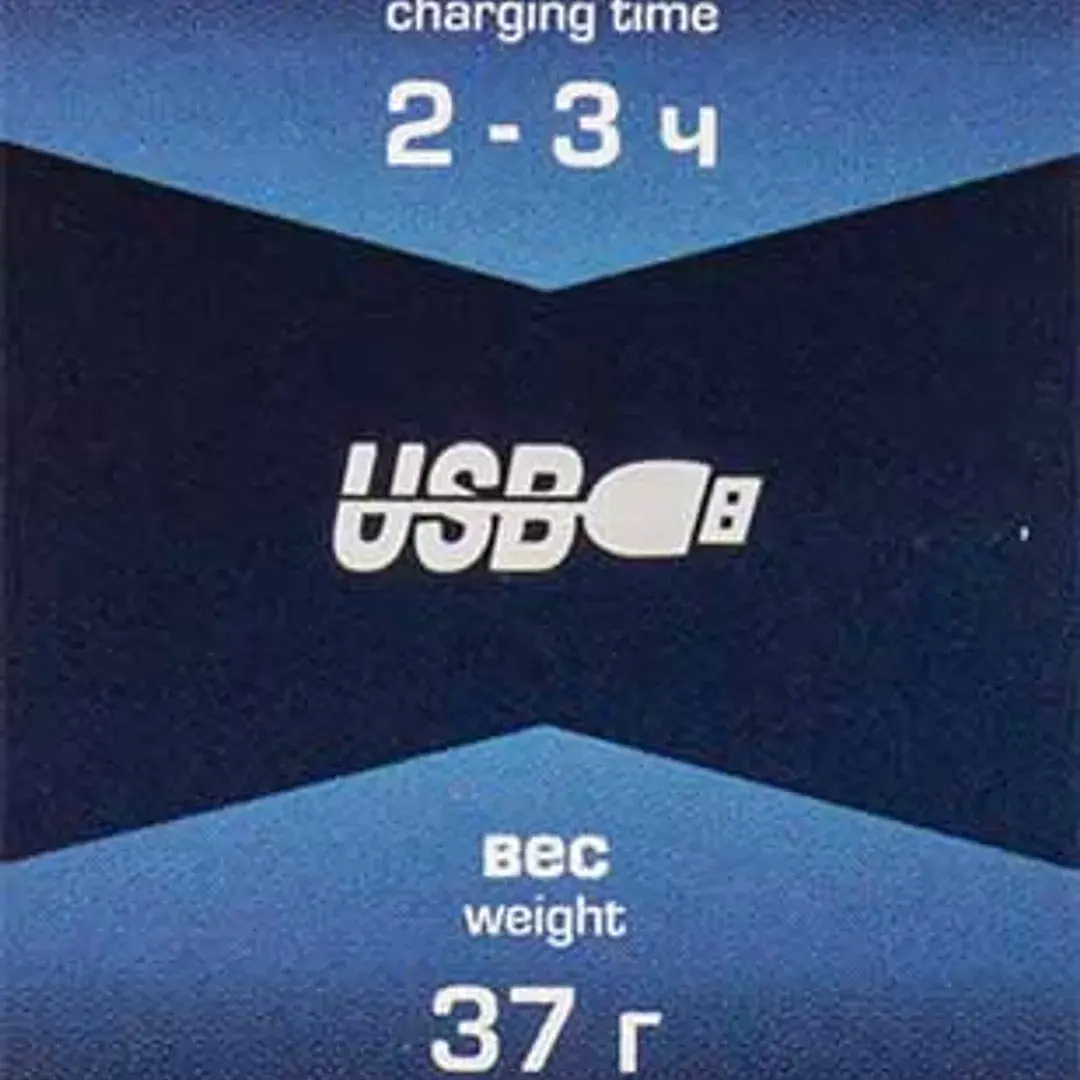 charging time
2 - 3 ч
USB
вес
weight
37 г